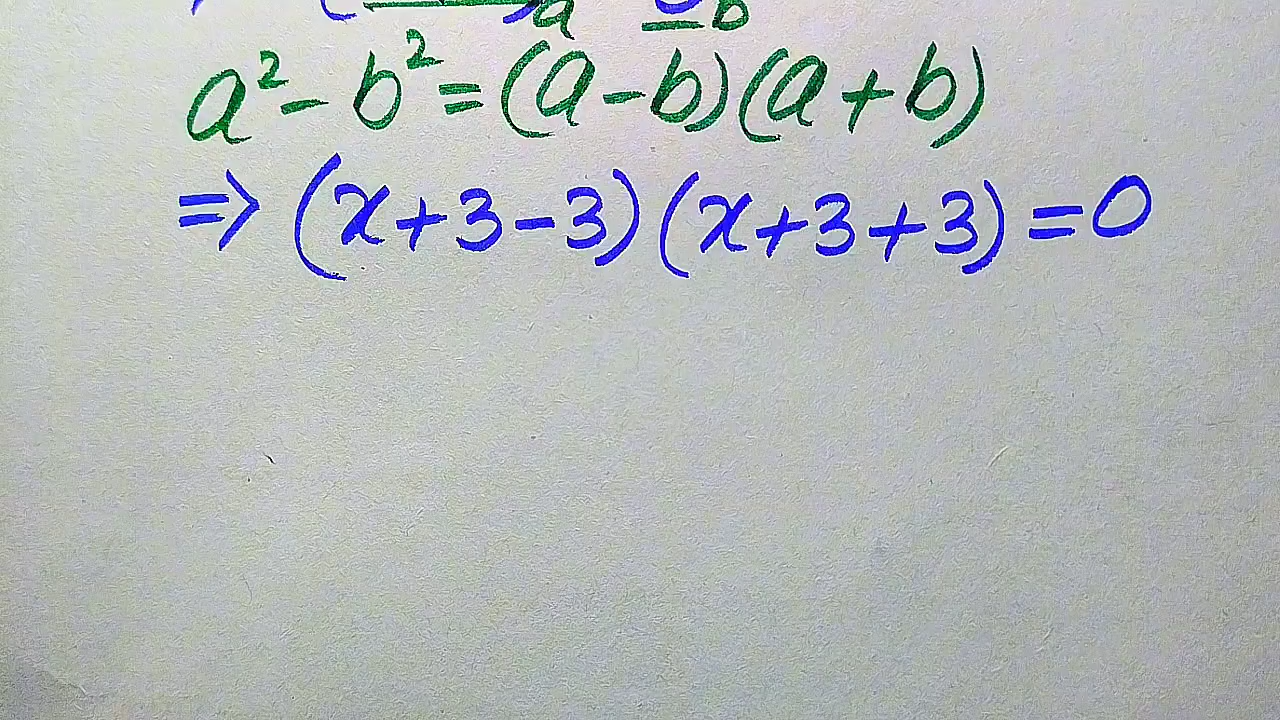 a b
a² - b² = (a - b)(a + b)
⇒ (x + 3 - 3)(x + 3 + 3) = 0